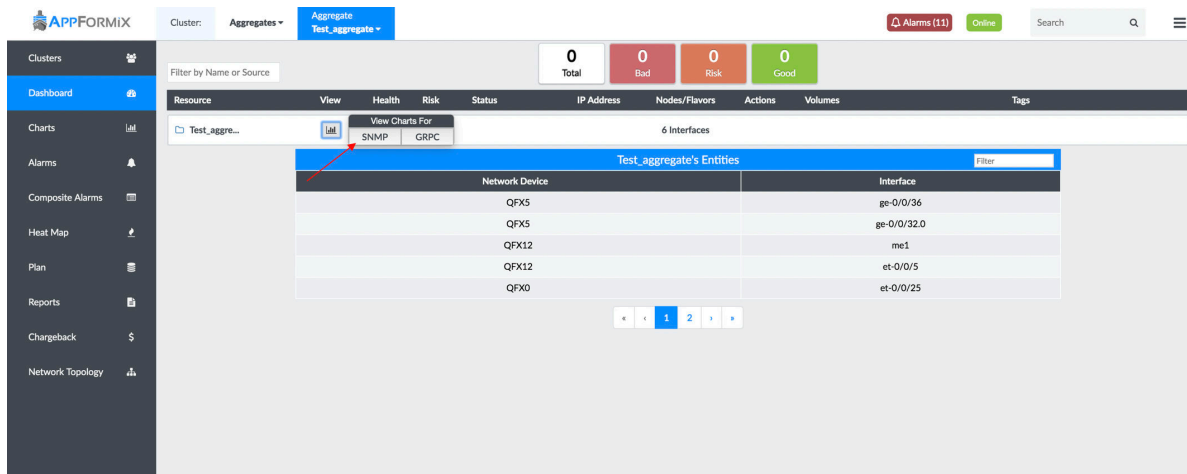 APPFORMIX
Cluster:
Aggregates
Aggregate
Test_aggregate
Alarms (11)
Online
Search
Clusters
Dashboard
Charts
Alarms
Composite Alarms
Heat Map
Plan
Reports
Chargeback
Network Topology
Filter by Name or Source
0
Total
0
Bad
0
Risk
0
Good
Resource View Health Risk Status IP Address Nodes/Flavors Actions Volumes Tags
Test_aggre...
View Charts For
SNMP GRPC
6 Interfaces
Test_aggregate's Entities
Filter
Network Device Interface
QFX5 ge-0/0/36
QFX5 ge-0/0/32.0
QFX12 me1
QFX12 et-0/0/5
QFX0 et-0/0/25
« ‹ 1 2 › »